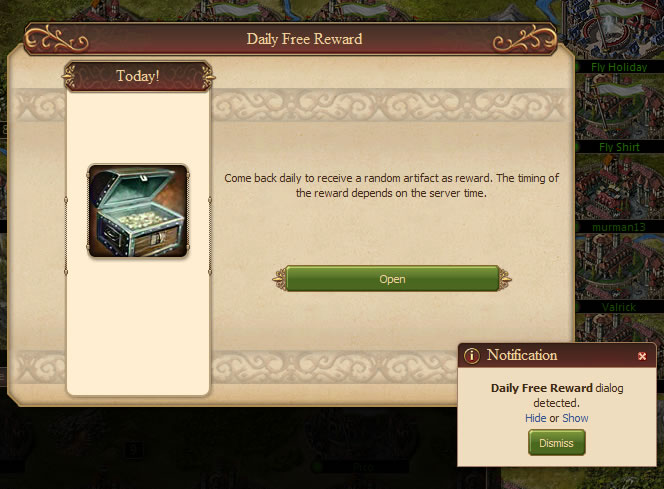 Daily Free Reward
Today!
Come back daily to receive a random artifact as reward. The timing of
the reward depends on the server time.
Open
Fly Holiday
Fly Shirt
murman13
Valrick
Notification
Daily Free Reward dialog
detected.
Hide or Show
Dismiss
9